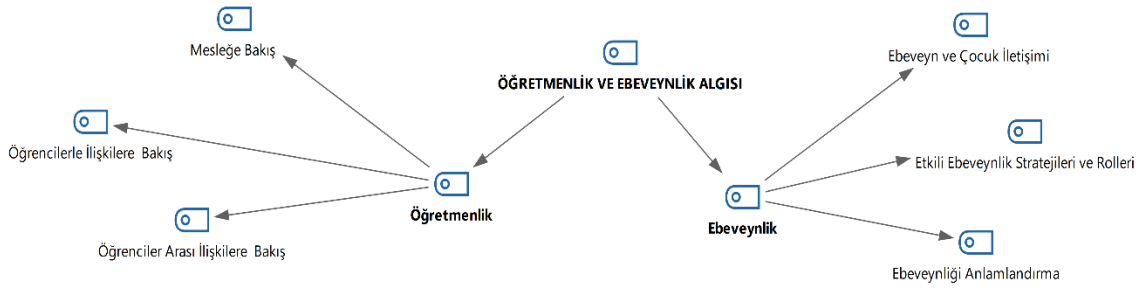 Mesleğe Bakış
Ebeveyn ve Çocuk İletişimi
ÖĞRETMENLİK VE EBEVEYNLİK ALGISI
Öğrencilerle İlişkilere Bakış
Etkili Ebeveynlik Stratejileri ve Rolleri
Öğretmenlik
Ebeveynlik
Öğrenciler Arası İlişkilere Bakış
Ebeveynliği Anlamlandırma